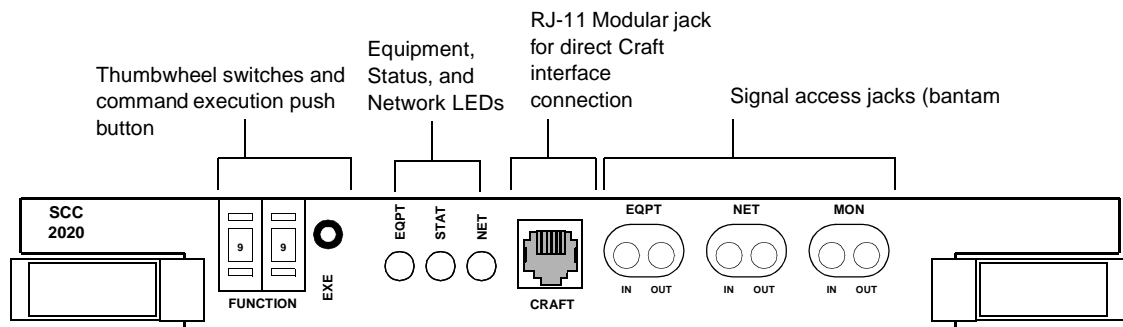 RJ-11 Modular jack
for direct Craft
interface
connection
Equipment,
Status, and
Network LEDs
Thumbwheel switches and
command execution push
button
Signal access jacks (bantam
SCC
2020
9 9
FUNCTION
EXE
EQPT
STAT
NET
CRAFT
EQPT NET MON
IN OUT IN OUT IN OUT